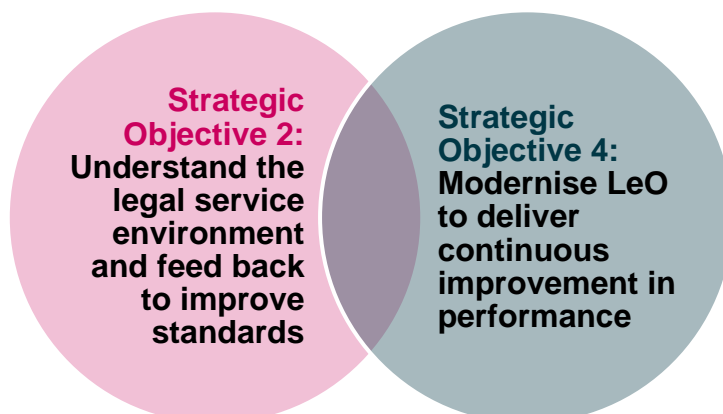 Strategic
Objective 2:
Understand the
legal service
environment
and feed back
to improve
standards
Strategic
Objective 4:
Modernise LeO
to deliver
continuous
improvement in
performance